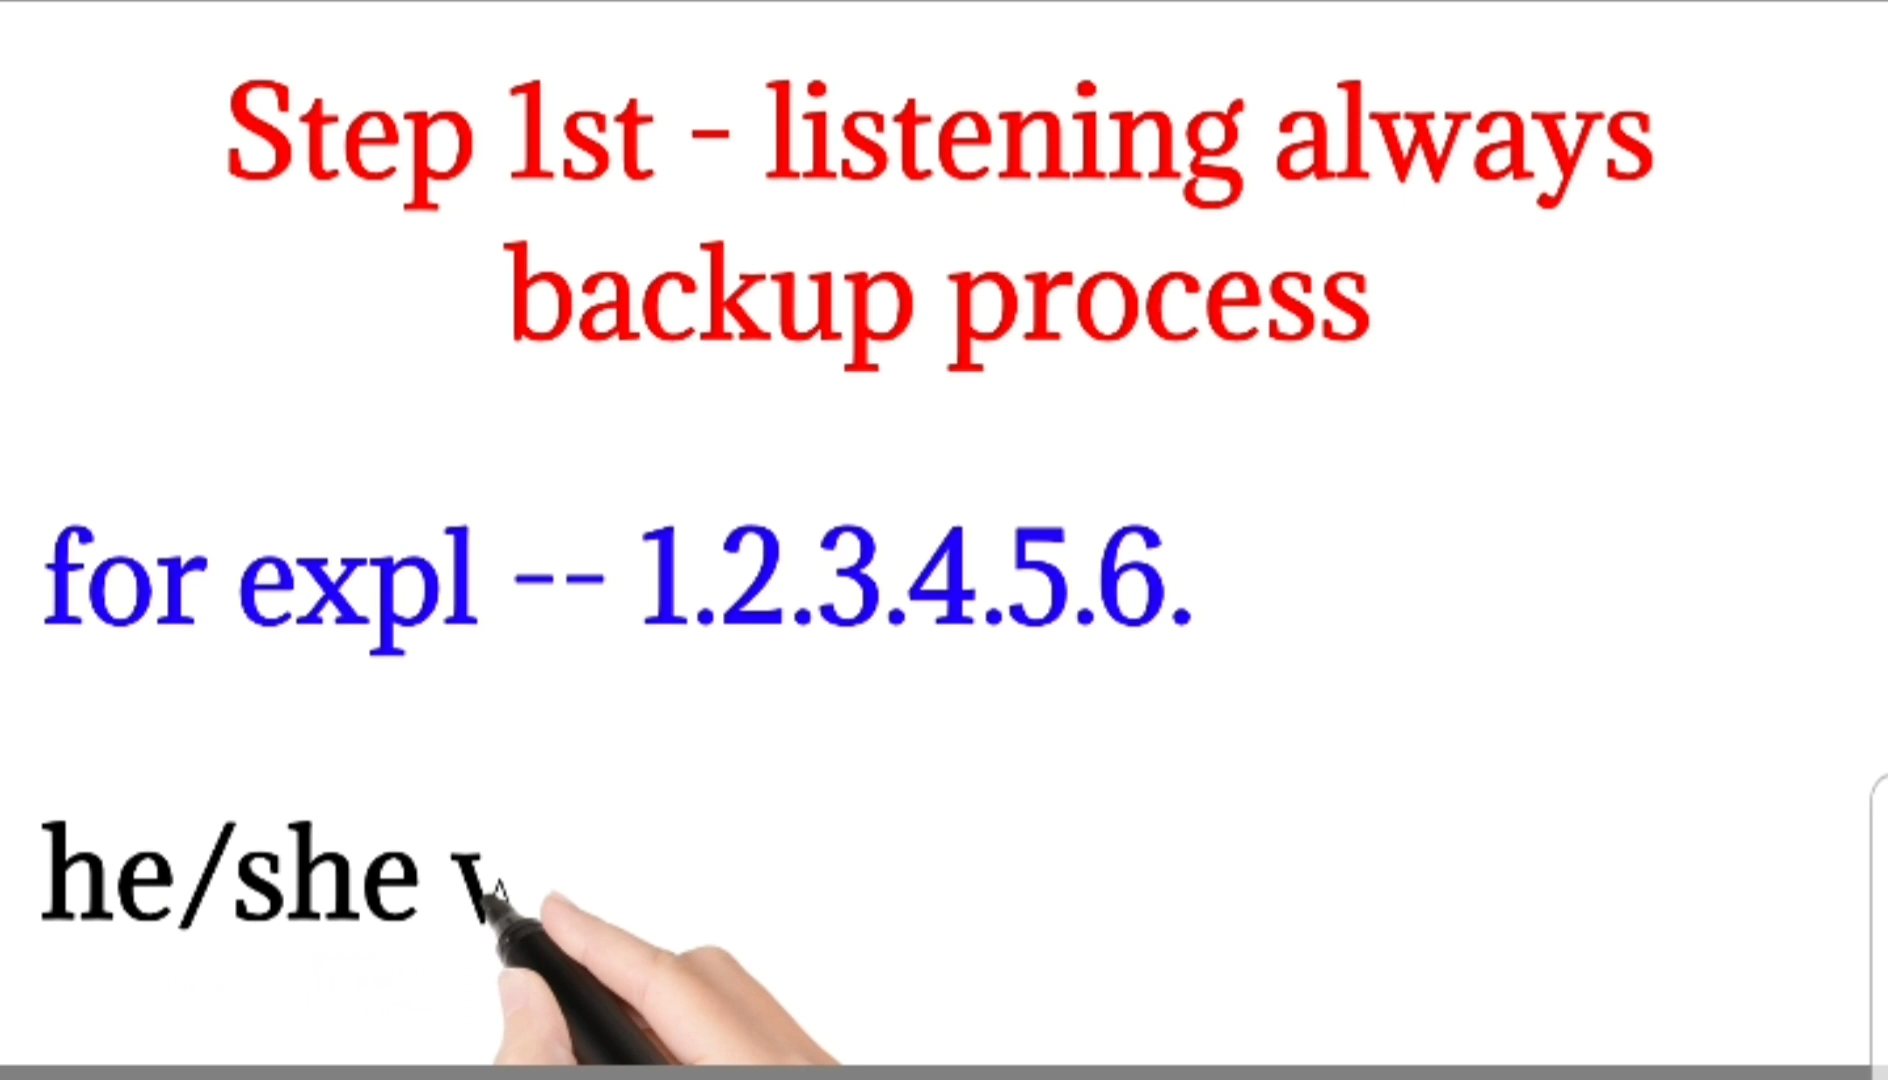 Step 1st - listening always
backup process
for expl -- 1.2.3.4.5.6.
he/she